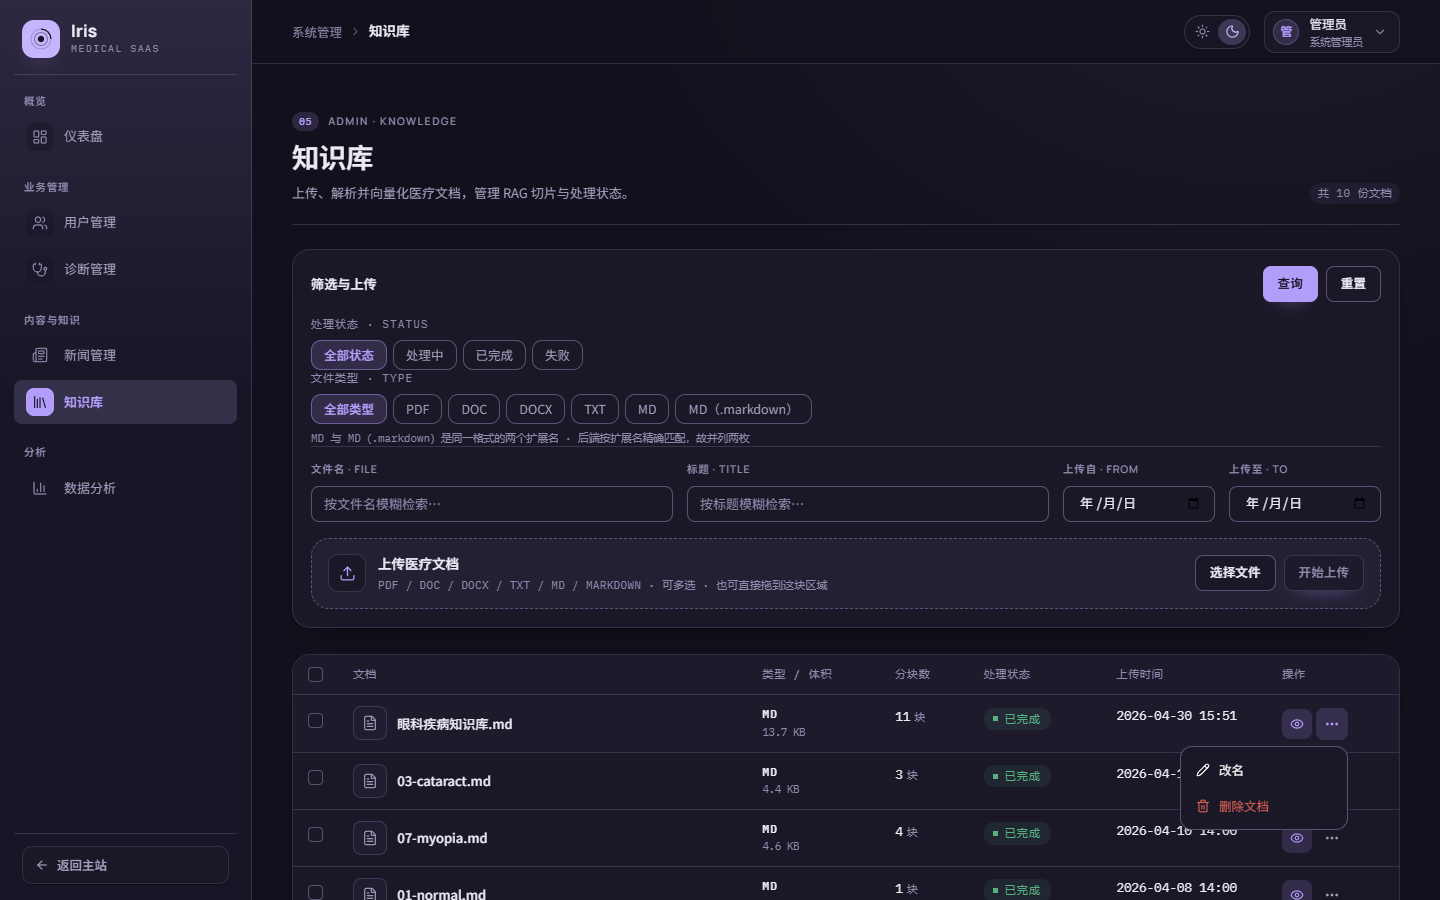 Iris
MEDICAL SAAS
概览
仪表盘
业务管理
用户管理
诊断管理
内容与知识
新闻管理
知识库
分析
数据分析
返回主站
系统管理 > 知识库
管
管理员
系统管理员
05 ADMIN · KNOWLEDGE
知识库
上传、解析并向量化医疗文档，管理 RAG 切片与处理状态。
共 10 份文档
筛选与上传
查询 重置
处理状态 · STATUS
全部状态 处理中 已完成 失败
文件类型 · TYPE
全部类型 PDF DOC DOCX TXT MD MD（.markdown）
MD 与 MD（.markdown）是同一格式的两个扩展名 · 后端按扩展名精确匹配，故并列两枚
文件名 · FILE 标题 · TITLE 上传自 · FROM 上传至 · TO
按文件名模糊检索… 按标题模糊检索… 年 /月/日 年 /月/日
上传医疗文档
PDF / DOC / DOCX / TXT / MD / MARKDOWN · 可多选 · 也可直接拖到这块区域
选择文件 开始上传
文档 类型 / 体积 分块数 处理状态 上传时间 操作
眼科疾病知识库.md MD 13.7 KB 11 块 已完成 2026-04-30 15:51
改名
删除文档
03-cataract.md MD 4.4 KB 3 块 已完成 2026-04-
07-myopia.md MD 4.6 KB 4 块 已完成 2026-04-10 14:00
01-normal.md MD 1 块 已完成 2026-04-08 14:00